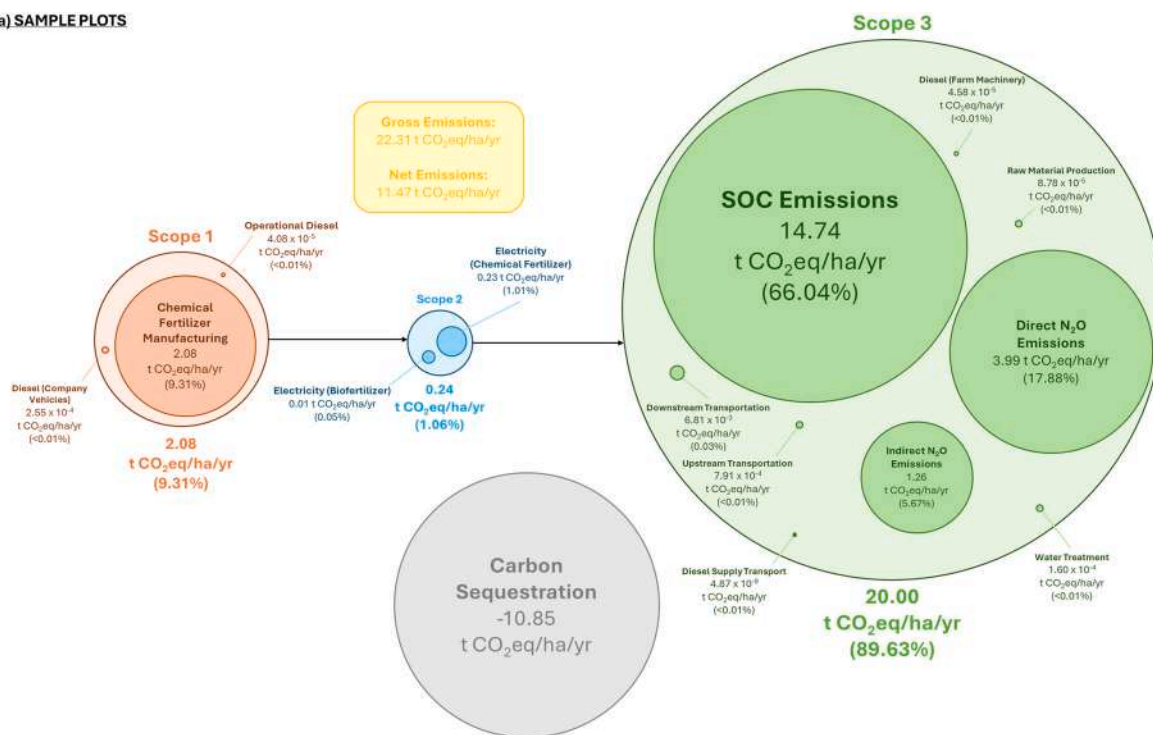 a) SAMPLE PLOTS
Gross Emissions:
22.31 t CO₂eq/ha/yr
Net Emissions:
11.47 t CO₂eq/ha/yr
Scope 1
Operational Diesel
4.08 x 10⁻⁵
t CO₂eq/ha/yr
(<0.01%)
Chemical
Fertilizer
Manufacturing
2.08
t CO₂eq/ha/yr
(9.31%)
Diesel (Company
Vehicles)
2.55 x 10⁻⁴
t CO₂eq/ha/yr
(<0.01%)
2.08
t CO₂eq/ha/yr
(9.31%)
Scope 2
Electricity
(Chemical Fertilizer)
0.23 t CO₂eq/ha/yr
(1.01%)
Electricity (Biofertilizer)
0.01 t CO₂eq/ha/yr
(0.05%)
0.24
t CO₂eq/ha/yr
(1.06%)
Carbon
Sequestration
-10.85
t CO₂eq/ha/yr
Scope 3
Diesel (Farm Machinery)
4.58 x 10⁻⁵
t CO₂eq/ha/yr
(<0.01%)
Raw Material Production
8.78 x 10⁻⁵
t CO₂eq/ha/yr
(<0.01%)
SOC Emissions
14.74
t CO₂eq/ha/yr
(66.04%)
Direct N₂O
Emissions
3.99 t CO₂eq/ha/yr
(17.88%)
Downstream Transportation
6.81 x 10⁻³
t CO₂eq/ha/yr
(0.03%)
Upstream Transportation
7.91 x 10⁻⁴
t CO₂eq/ha/yr
(<0.01%)
Indirect N₂O
Emissions
1.26
t CO₂eq/ha/yr
(5.67%)
Diesel Supply Transport
4.87 x 10⁻⁹
t CO₂eq/ha/yr
(<0.01%)
Water Treatment
1.60 x 10⁻⁴
t CO₂eq/ha/yr
(<0.01%)
20.00
t CO₂eq/ha/yr
(89.63%)